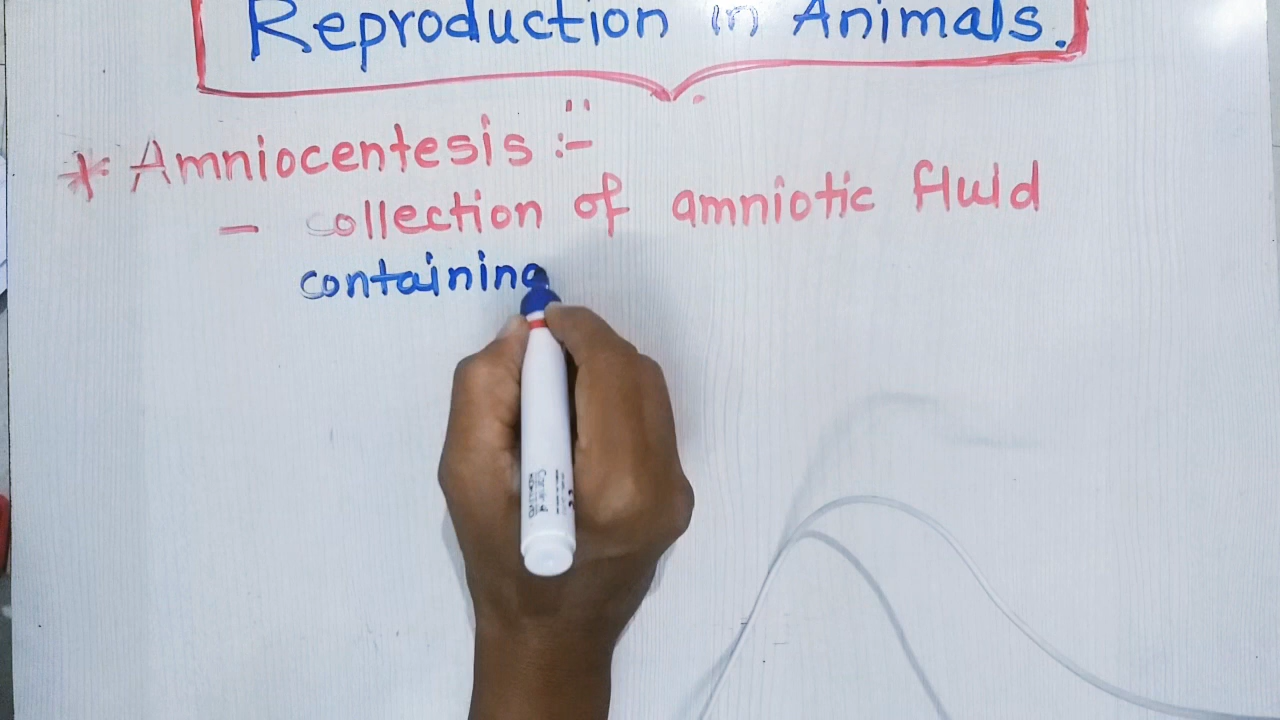 Reproduction in Animals.
* Amniocentesis :-
- collection of amniotic fluid
containing